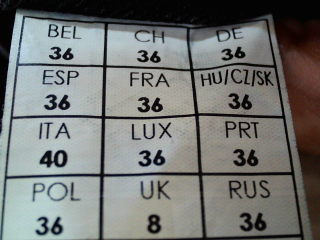 BEL CH DE
36 36 36
ESP FRA HU/CZ/SK
36 36 36
ITA LUX PRT
40 36 36
POL UK RUS
36 8 36